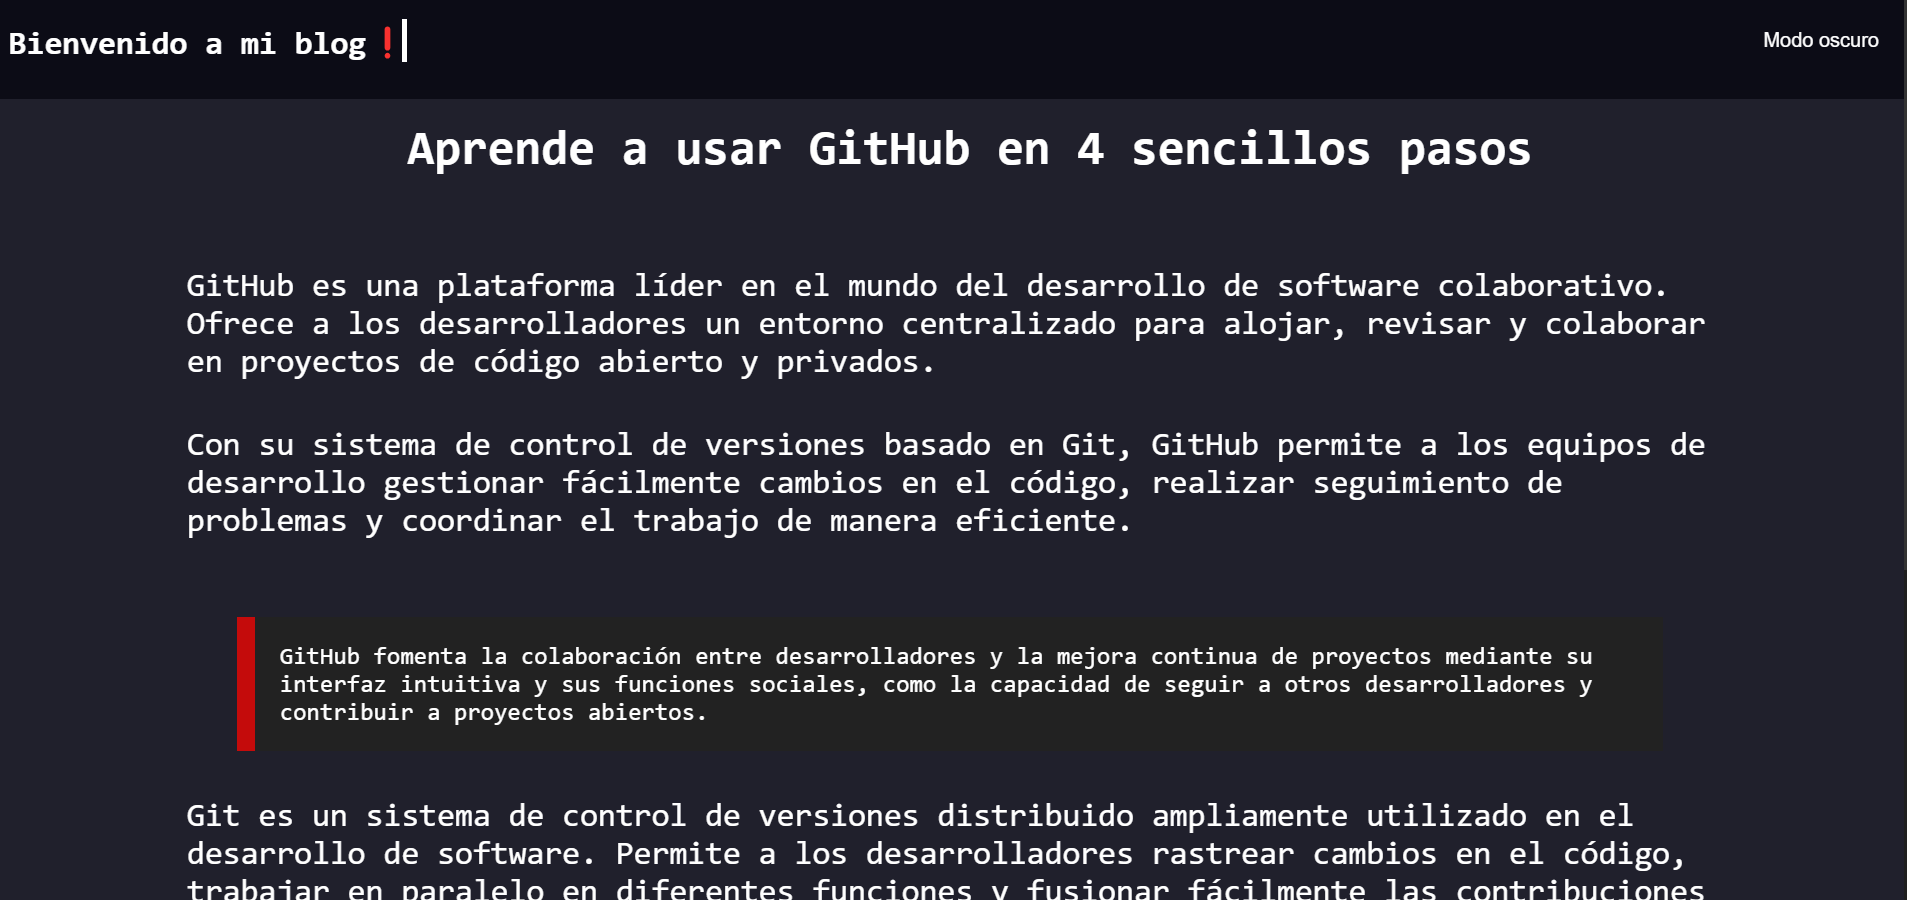 Bienvenido a mi blog❗
Modo oscuro
Aprende a usar GitHub en 4 sencillos pasos
GitHub es una plataforma líder en el mundo del desarrollo de software colaborativo.
Ofrece a los desarrolladores un entorno centralizado para alojar, revisar y colaborar
en proyectos de código abierto y privados.
Con su sistema de control de versiones basado en Git, GitHub permite a los equipos de
desarrollo gestionar fácilmente cambios en el código, realizar seguimiento de
problemas y coordinar el trabajo de manera eficiente.
GitHub fomenta la colaboración entre desarrolladores y la mejora continua de proyectos mediante su
interfaz intuitiva y sus funciones sociales, como la capacidad de seguir a otros desarrolladores y
contribuir a proyectos abiertos.
Git es un sistema de control de versiones distribuido ampliamente utilizado en el
desarrollo de software. Permite a los desarrolladores rastrear cambios en el código,
trabajar en paralelo en diferentes funciones y fusionar fácilmente las contribuciones